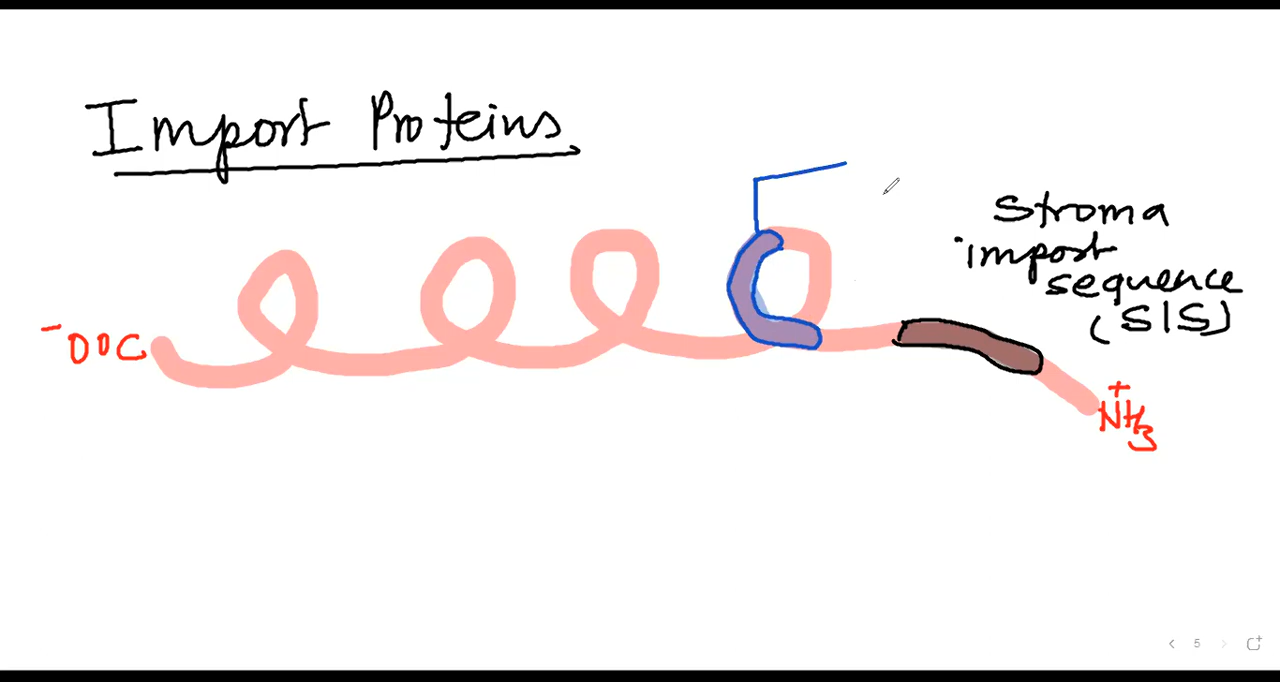 Import Proteins
Stroma
import
sequence
(SIS)
-OOC
+
NH3
5